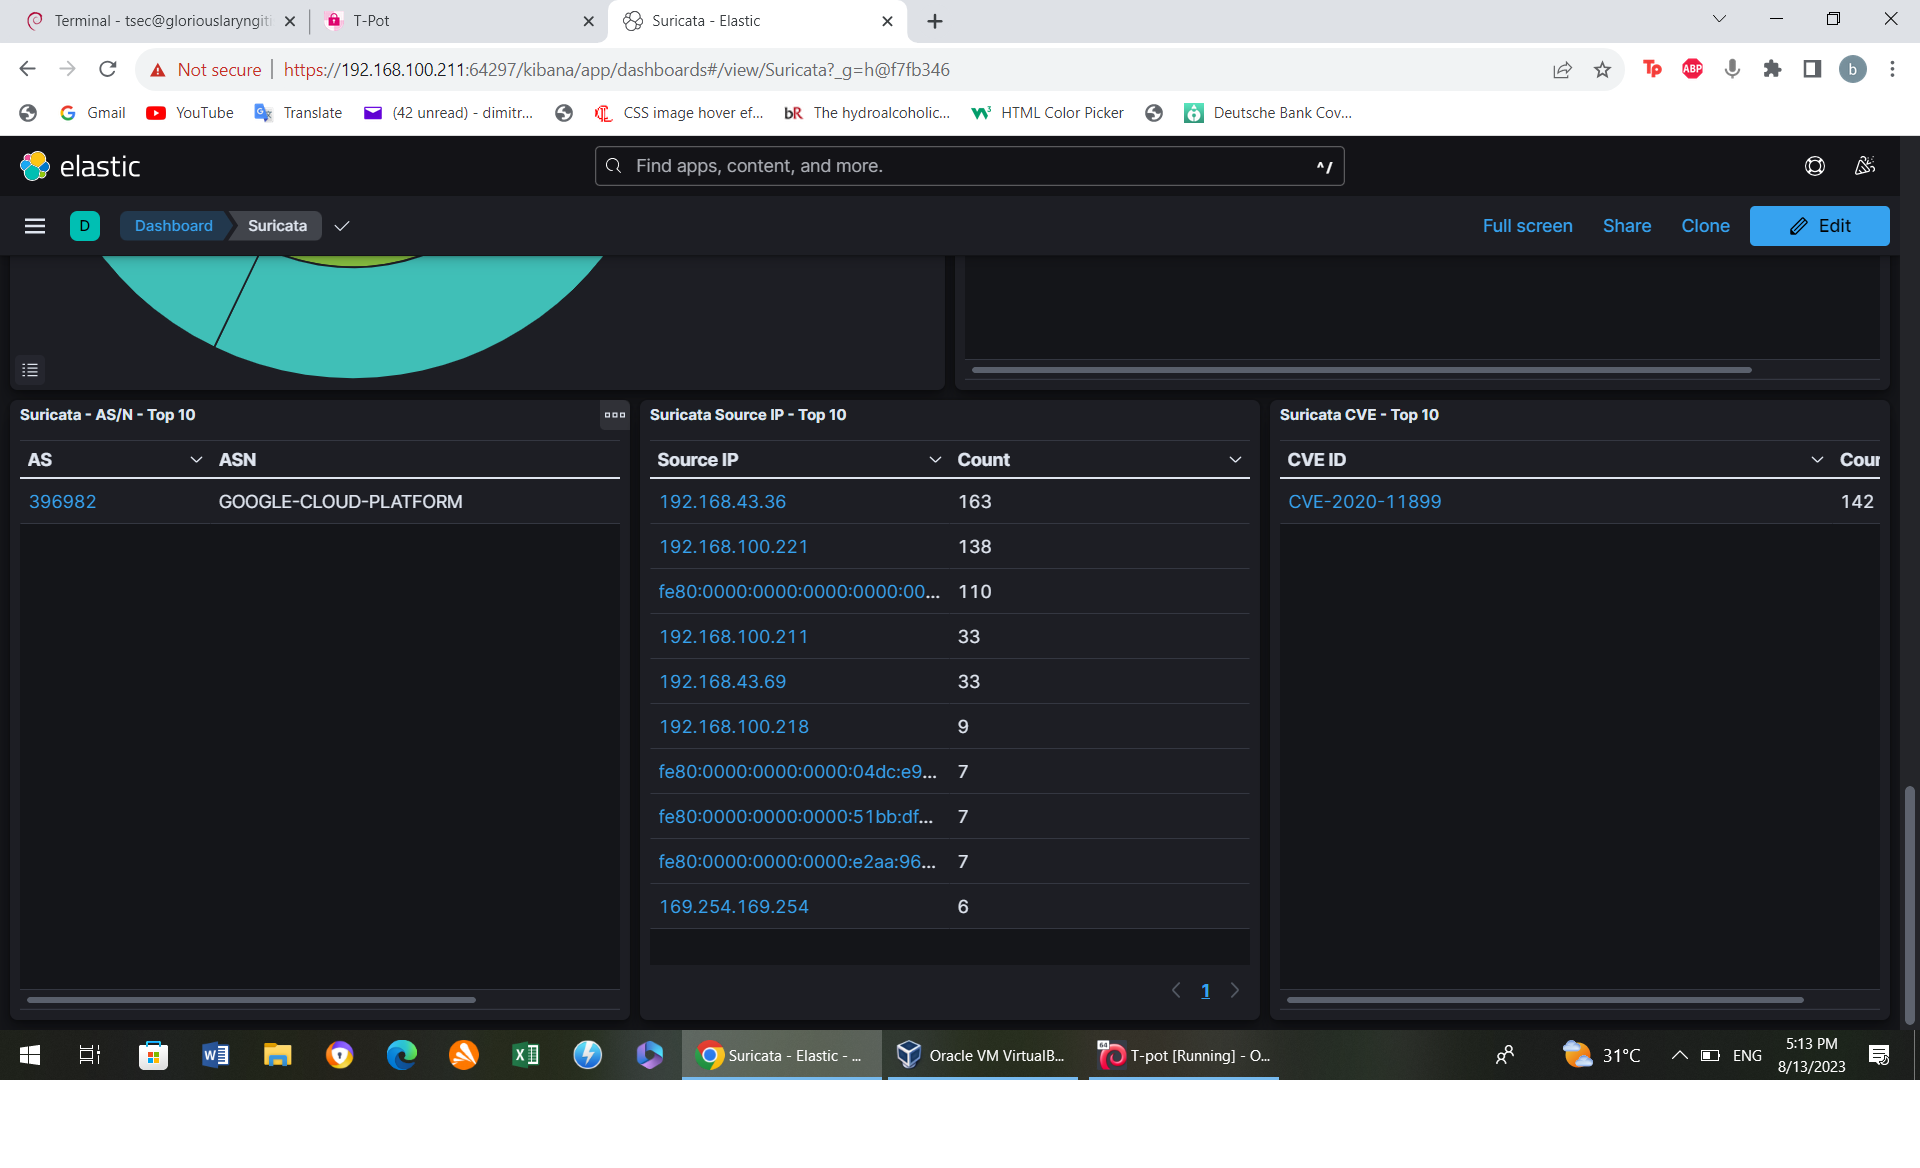 Terminal - tsec@gloriouslaryngiti
T-Pot
Suricata - Elastic
Not secure
https://192.168.100.211:64297/kibana/app/dashboards#/view/Suricata?_g=h@f7fb346
Tp
ABP
b
Gmail
YouTube
Translate
(42 unread) - dimitr...
CSS image hover ef...
bR The hydroalcoholic...
HTML Color Picker
Deutsche Bank Cov...
elastic
Find apps, content, and more.
^/
D
Dashboard
Suricata
Full screen
Share
Clone
Edit
Suricata - AS/N - Top 10
AS ASN
396982 GOOGLE-CLOUD-PLATFORM
Suricata Source IP - Top 10
Source IP Count
192.168.43.36 163
192.168.100.221 138
fe80:0000:0000:0000:0000:00... 110
192.168.100.211 33
192.168.43.69 33
192.168.100.218 9
fe80:0000:0000:0000:04dc:e9... 7
fe80:0000:0000:0000:51bb:df... 7
fe80:0000:0000:0000:e2aa:96... 7
169.254.169.254 6
1
Suricata CVE - Top 10
CVE ID Cour
CVE-2020-11899 142
Suricata - Elastic - ...
Oracle VM VirtualB...
64
T-pot [Running] - O...
31°C
ENG
5:13 PM
8/13/2023